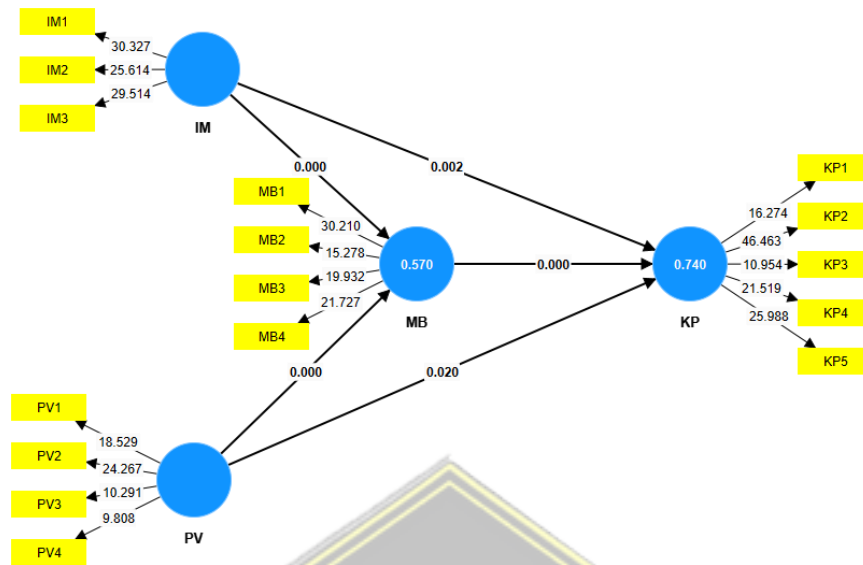 IM1
30.327
IM2
25.614
29.514
IM3
IM
0.000
0.002
MB1
30.210
MB2
15.278
19.932
MB3
21.727
MB4
0.570
MB
0.000
0.740
KP
KP1
16.274
KP2
46.463
10.954
KP3
21.519
KP4
25.988
KP5
0.000
0.020
PV1
18.529
PV2
24.267
10.291
PV3
9.808
PV4
PV